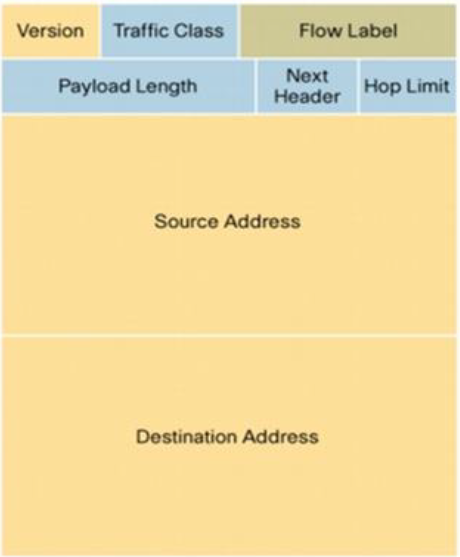 Version Traffic Class Flow Label
Payload Length Next Header Hop Limit
Source Address
Destination Address